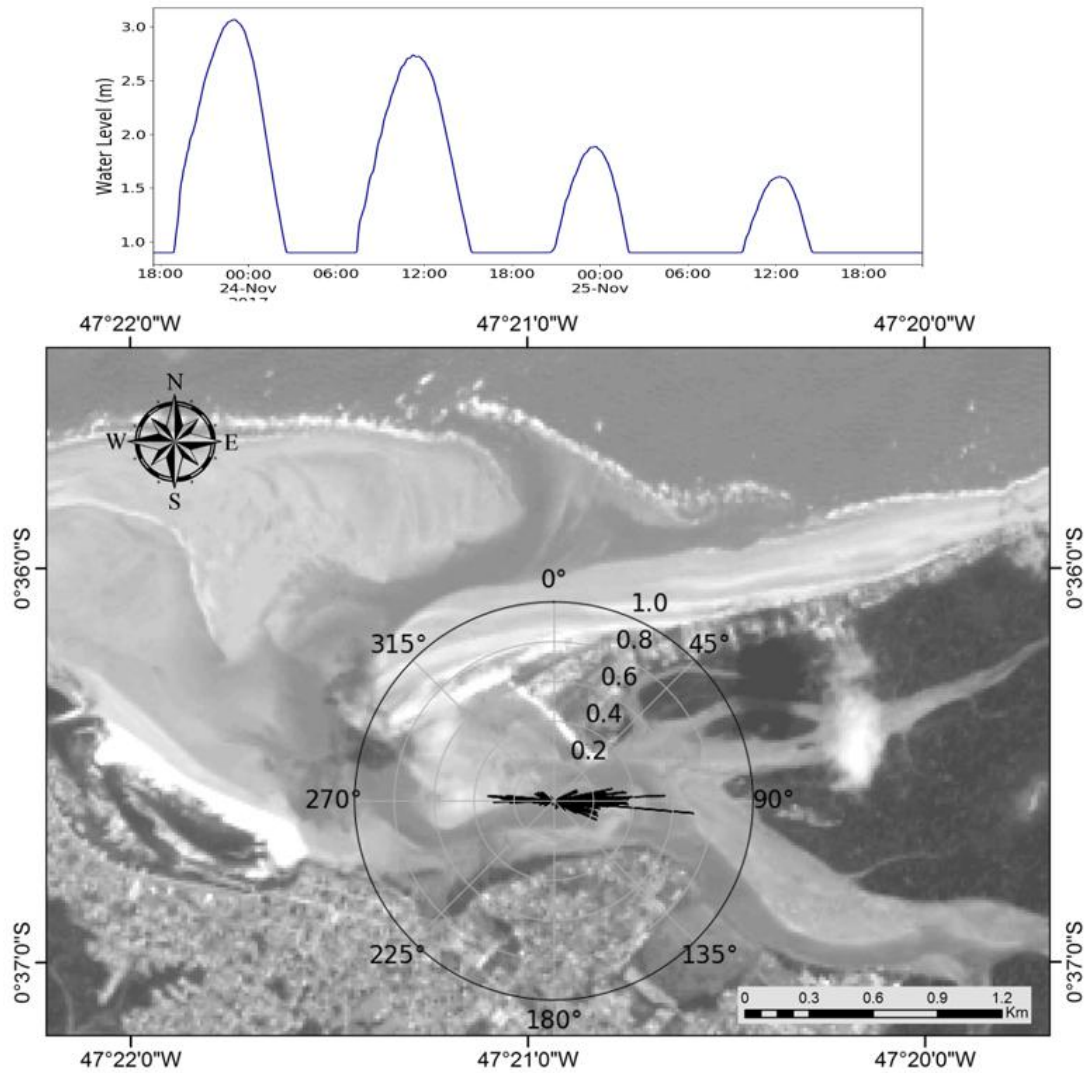 3.0
2.5
2.0
1.5
1.0
Water Level (m)
18:00 00:00 06:00 12:00 18:00 00:00 06:00 12:00 18:00
24-Nov 25-Nov
2017
47°22'0"W 47°21'0"W 47°20'0"W
N
W E
S
0°36'0"S 0°36'0"S
0°
1.0
315° 0.8 45°
0.6
0.4
0.2
270° 90°
225° 135°
180°
0°37'0"S 0°37'0"S
0 0.3 0.6 0.9 1.2
Km
47°22'0"W 47°21'0"W 47°20'0"W